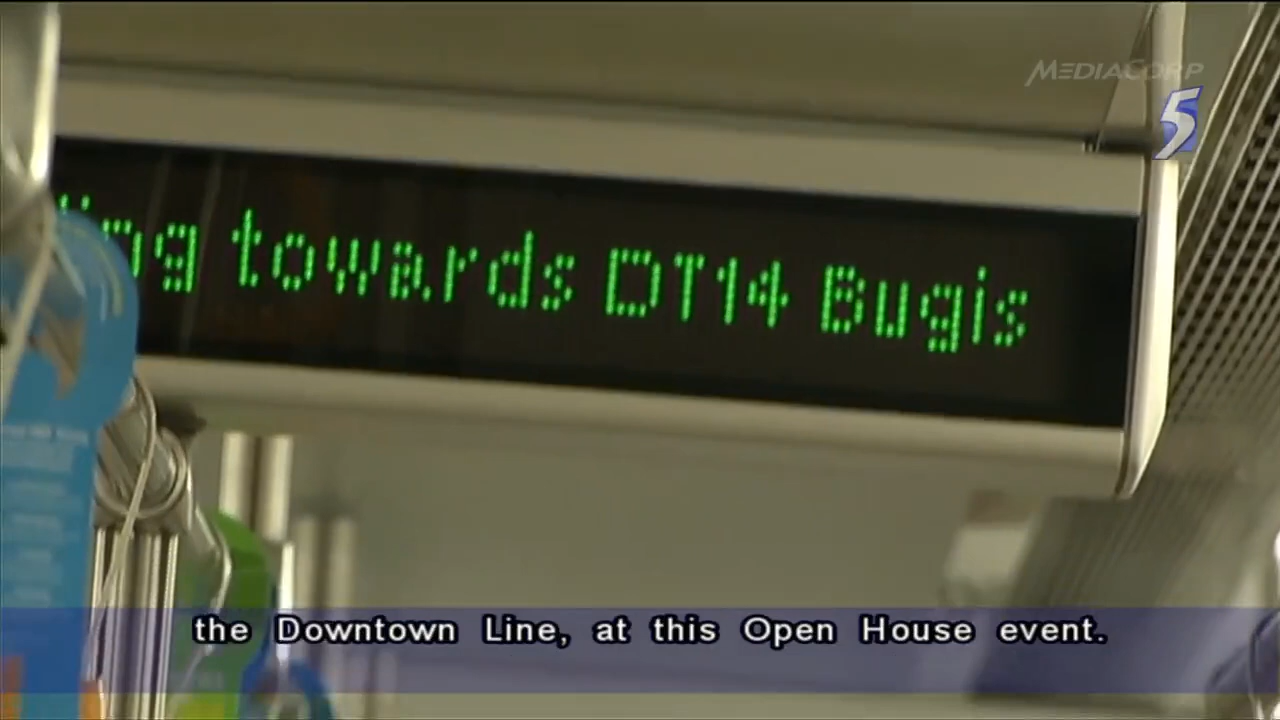 MEDIACORP
5
towards DT14 Bugis
the Downtown Line, at this Open House event.